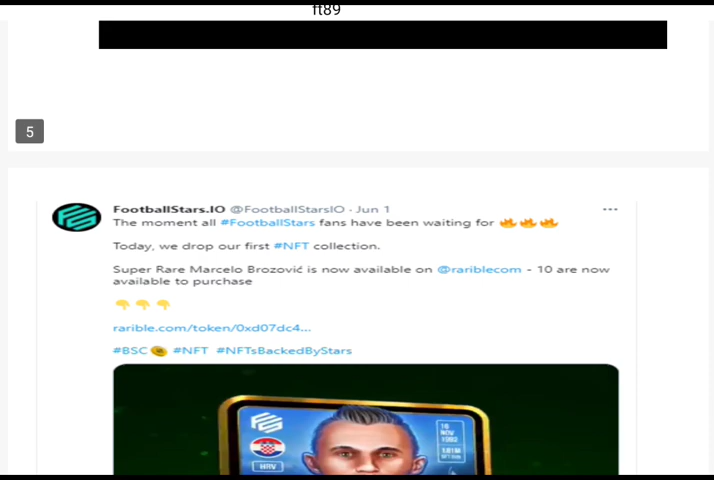 ft89
5
FootballStars.IO @FootballStarsIO · Jun 1 ...
The moment all #FootballStars fans have been waiting for 🔥🔥🔥
Today, we drop our first #NFT collection.
Super Rare Marcelo Brozović is now available on @rariblecom - 10 are now
available to purchase
👇👇👇
rarible.com/token/0xd07dc4...
#BSC #NFT #NFTsBackedByStars
HRV